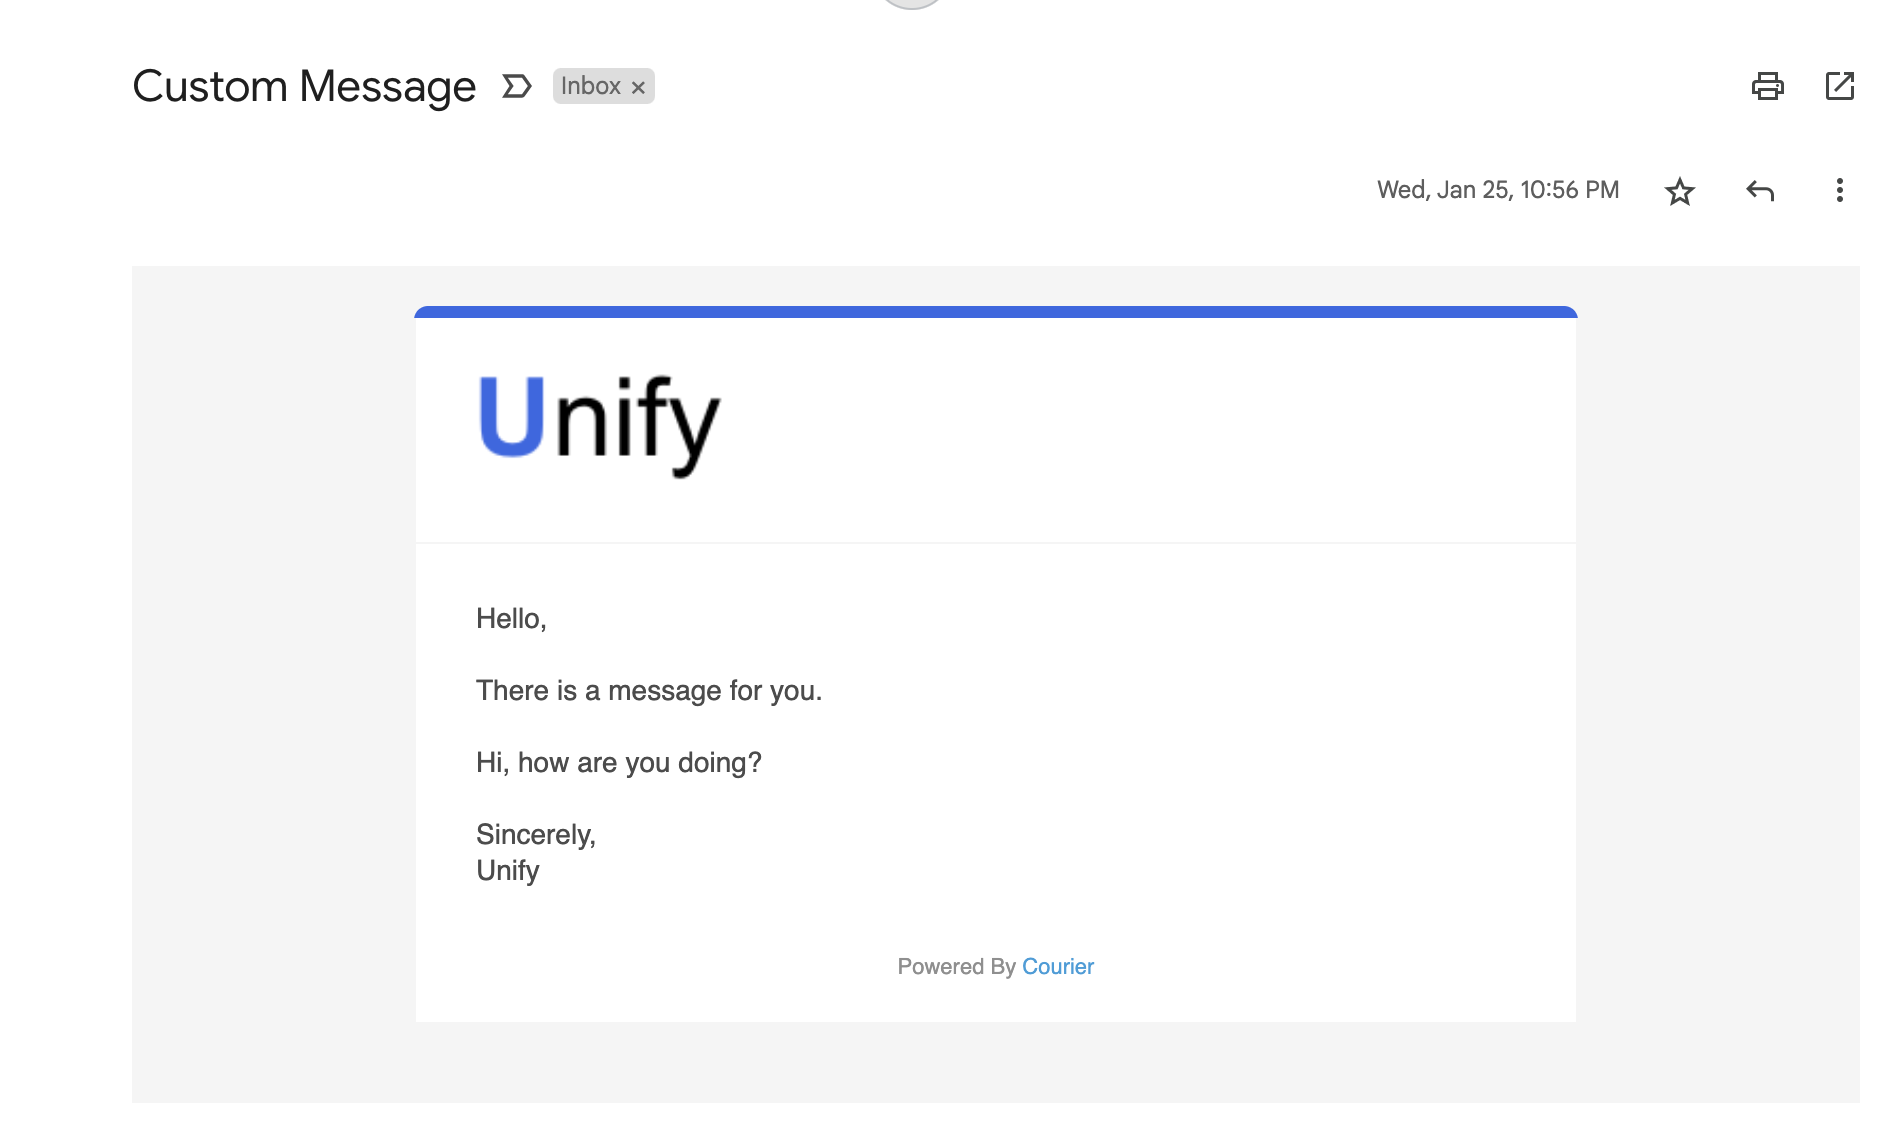 Custom Message
Inbox ×
Wed, Jan 25, 10:56 PM
Unify
Hello,
There is a message for you.
Hi, how are you doing?
Sincerely,
Unify
Powered By Courier